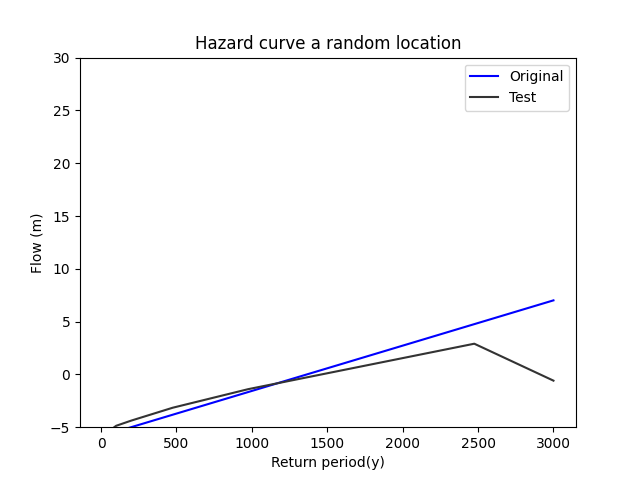 Hazard curve a random location
Original
Test
Flow (m)
30
25
20
15
10
5
0
−5
0 500 1000 1500 2000 2500 3000
Return period(y)